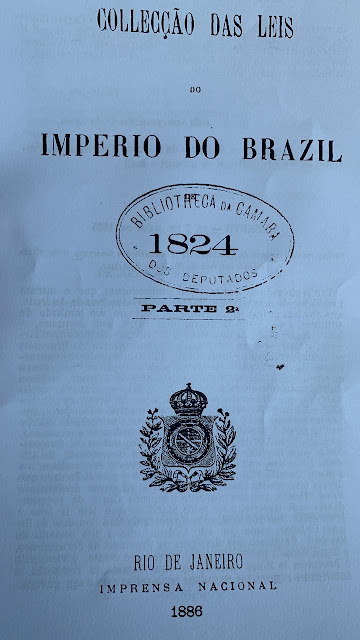 COLLECÇÃO DAS LEIS
DO
IMPERIO DO BRAZIL
DE
BIBLIOTHECA DA CAMARA
1824
DOS DEPUTADOS
PARTE 2ª
RIO DE JANEIRO
IMPRENSA NACIONAL
1886